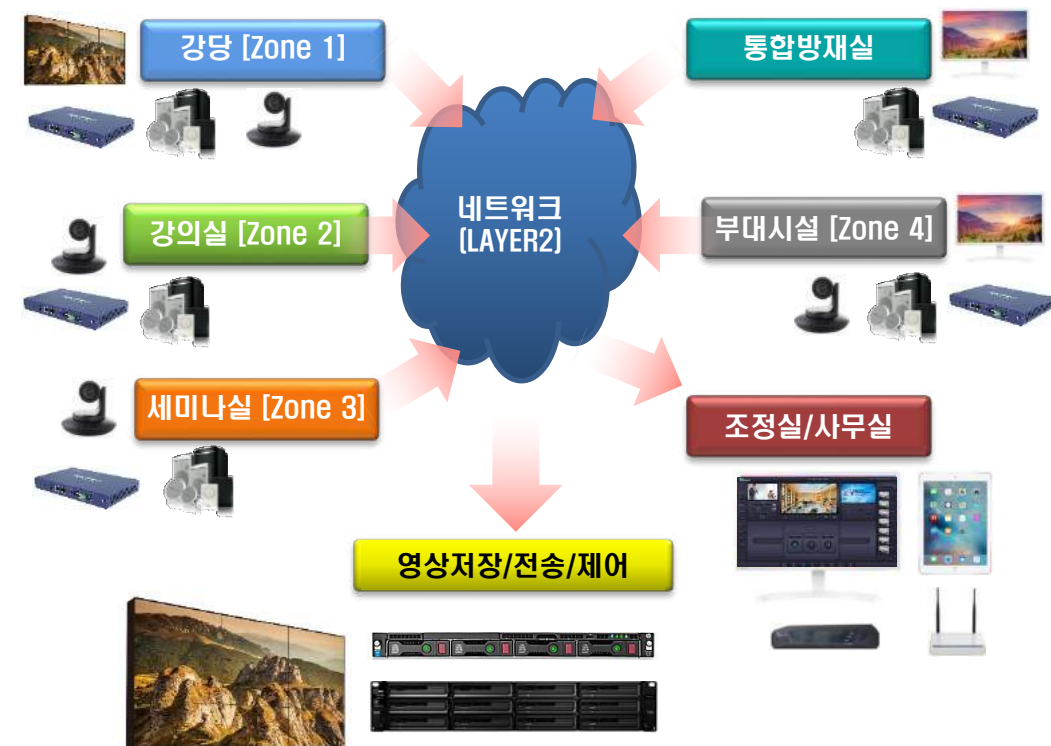 강당 [Zone 1]
통합방재실
네트워크
(LAYER2)
강의실 [Zone 2]
부대시설 [Zone 4]
세미나실 [Zone 3]
조정실/사무실
영상저장/전송/제어